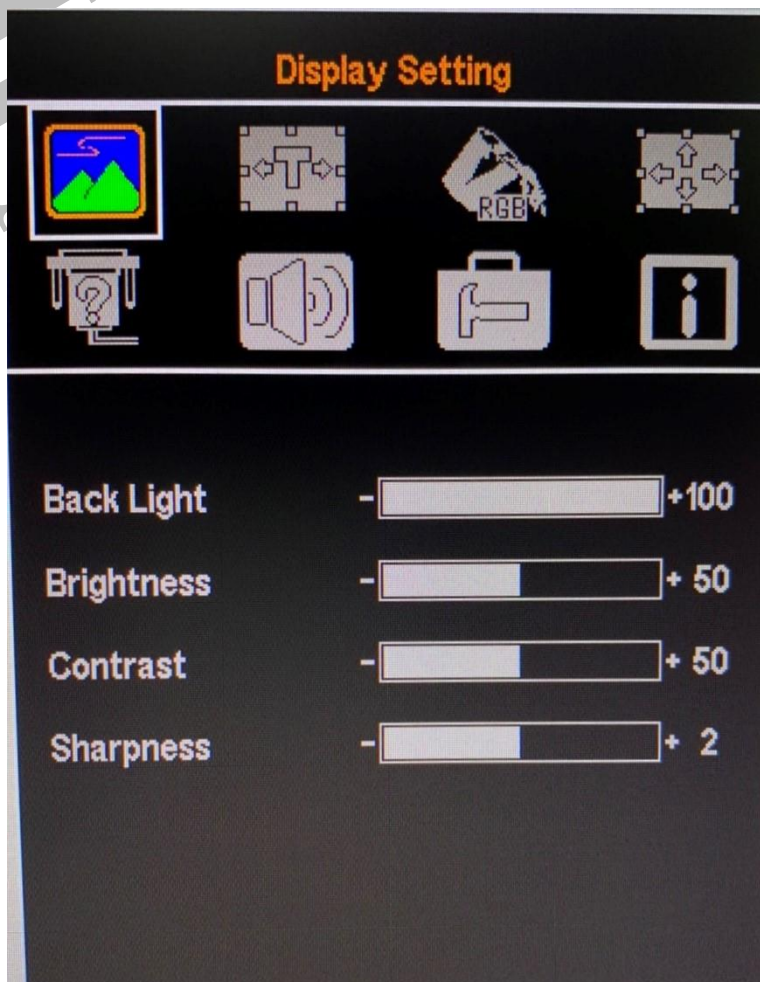 Display Setting
T
RGB
?
i
Back Light - +100
Brightness - + 50
Contrast - + 50
Sharpness - + 2